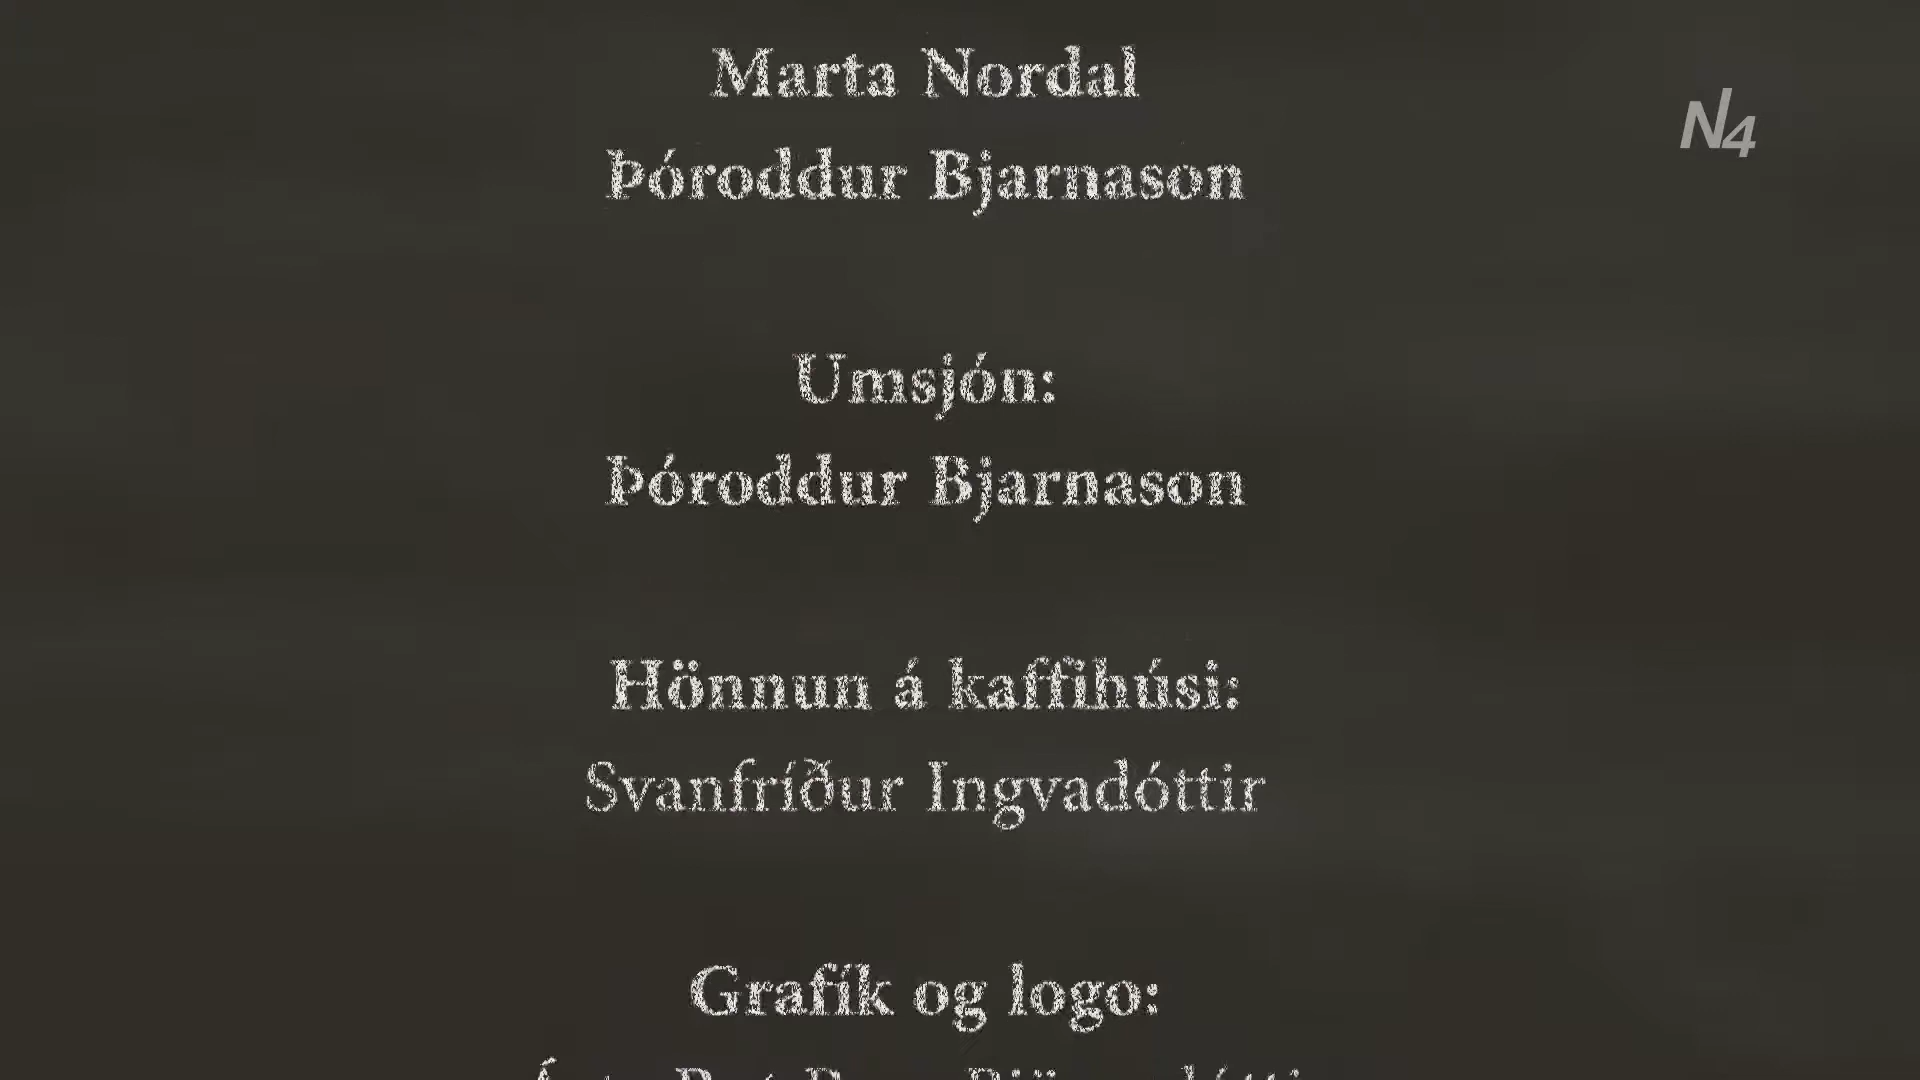 Marta Nordal
N4
Þóroddur Bjarnason
Umsjón:
Þóroddur Bjarnason
Hönnun á kaffihúsi:
Svanfríður Ingvadóttir
Grafík og logo: